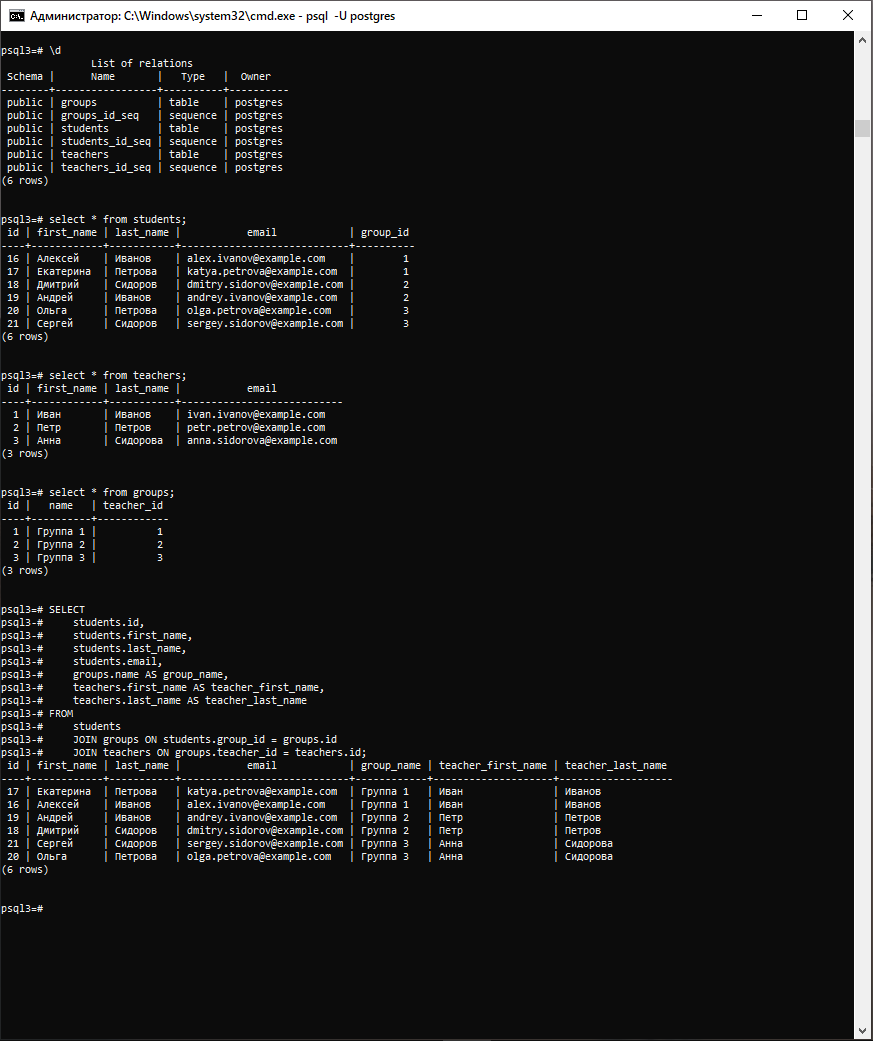 Администратор: C:\Windows\system32\cmd.exe - psql  -U postgres
psql3=# \d
               List of relations
 Schema |      Name       |   Type   |  Owner
--------+-----------------+----------+----------
 public | groups          | table    | postgres
 public | groups_id_seq   | sequence | postgres
 public | students        | table    | postgres
 public | students_id_seq | sequence | postgres
 public | teachers        | table    | postgres
 public | teachers_id_seq | sequence | postgres
(6 rows)
psql3=# select * from students;
 id | first_name | last_name |           email            | group_id
----+------------+-----------+----------------------------+----------
 16 | Алексей    | Иванов    | alex.ivanov@example.com    |        1
 17 | Екатерина  | Петрова   | katya.petrova@example.com  |        1
 18 | Дмитрий    | Сидоров   | dmitry.sidorov@example.com |        2
 19 | Андрей     | Иванов    | andrey.ivanov@example.com  |        2
 20 | Ольга      | Петрова   | olga.petrova@example.com   |        3
 21 | Сергей     | Сидоров   | sergey.sidorov@example.com |        3
(6 rows)
psql3=# select * from teachers;
 id | first_name | last_name |           email
----+------------+-----------+---------------------------
  1 | Иван       | Иванов    | ivan.ivanov@example.com
  2 | Петр       | Петров    | petr.petrov@example.com
  3 | Анна       | Сидорова  | anna.sidorova@example.com
(3 rows)
psql3=# select * from groups;
 id |   name   | teacher_id
----+----------+------------
  1 | Группа 1 |          1
  2 | Группа 2 |          2
  3 | Группа 3 |          3
(3 rows)
psql3=# SELECT
psql3-#     students.id,
psql3-#     students.first_name,
psql3-#     students.last_name,
psql3-#     students.email,
psql3-#     groups.name AS group_name,
psql3-#     teachers.first_name AS teacher_first_name,
psql3-#     teachers.last_name AS teacher_last_name
psql3-# FROM
psql3-#     students
psql3-#     JOIN groups ON students.group_id = groups.id
psql3-#     JOIN teachers ON groups.teacher_id = teachers.id;
 id | first_name | last_name |           email            | group_name | teacher_first_name | teacher_last_name
----+------------+-----------+----------------------------+------------+--------------------+-------------------
 17 | Екатерина  | Петрова   | katya.petrova@example.com  | Группа 1   | Иван               | Иванов
 16 | Алексей    | Иванов    | alex.ivanov@example.com    | Группа 1   | Иван               | Иванов
 19 | Андрей     | Иванов    | andrey.ivanov@example.com  | Группа 2   | Петр               | Петров
 18 | Дмитрий    | Сидоров   | dmitry.sidorov@example.com | Группа 2   | Петр               | Петров
 21 | Сергей     | Сидоров   | sergey.sidorov@example.com | Группа 3   | Анна               | Сидорова
 20 | Ольга      | Петрова   | olga.petrova@example.com   | Группа 3   | Анна               | Сидорова
(6 rows)
psql3=#